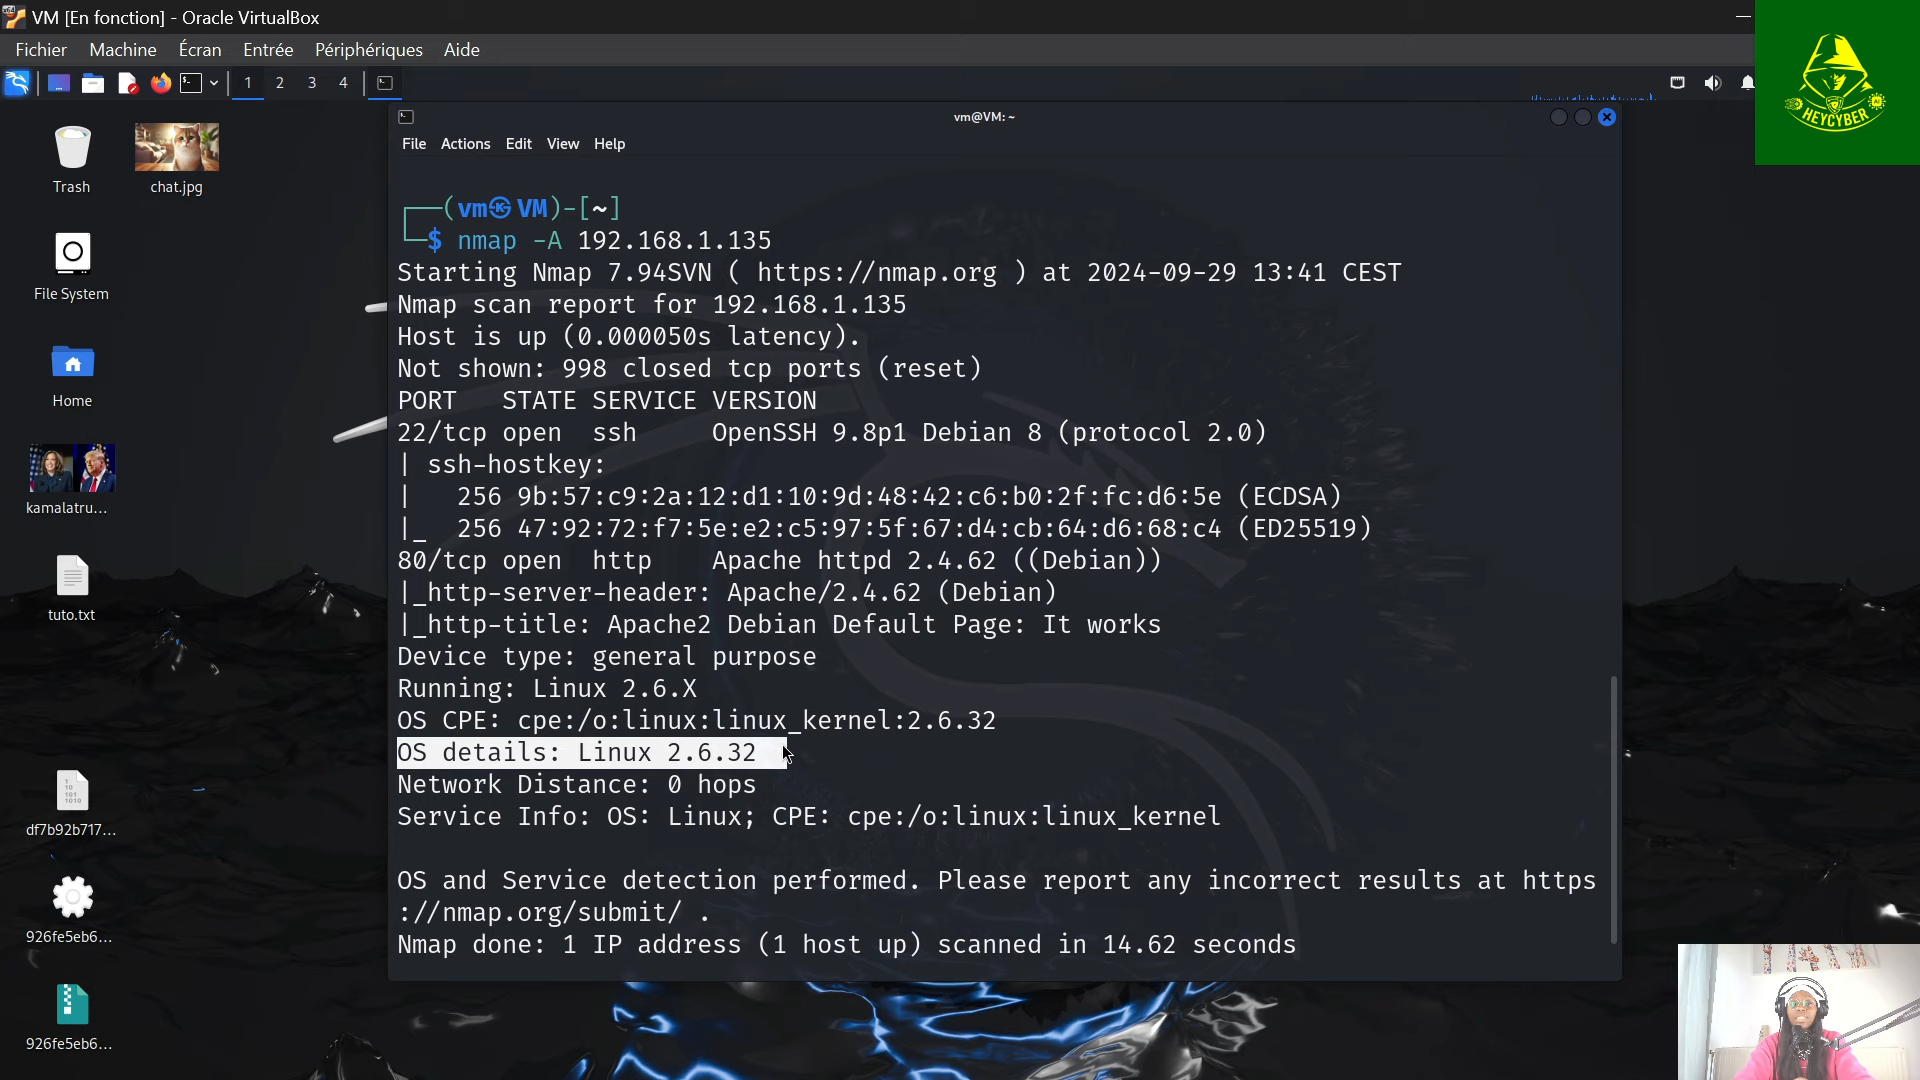 VM [En fonction] - Oracle VirtualBox
Fichier Machine Écran Entrée Périphériques Aide
1 2 3 4
HEYCYBER
vm@VM: ~
File Actions Edit View Help
Trash
chat.jpg
File System
Home
kamalatru...
tuto.txt
df7b92b717...
926fe5eb6...
926fe5eb6...
┌──(vm㉿VM)-[~]
└─$ nmap -A 192.168.1.135
Starting Nmap 7.94SVN ( https://nmap.org ) at 2024-09-29 13:41 CEST
Nmap scan report for 192.168.1.135
Host is up (0.000050s latency).
Not shown: 998 closed tcp ports (reset)
PORT   STATE SERVICE VERSION
22/tcp open  ssh     OpenSSH 9.8p1 Debian 8 (protocol 2.0)
| ssh-hostkey:
|   256 9b:57:c9:2a:12:d1:10:9d:48:42:c6:b0:2f:fc:d6:5e (ECDSA)
|_  256 47:92:72:f7:5e:e2:c5:97:5f:67:d4:cb:64:d6:68:c4 (ED25519)
80/tcp open  http    Apache httpd 2.4.62 ((Debian))
|_http-server-header: Apache/2.4.62 (Debian)
|_http-title: Apache2 Debian Default Page: It works
Device type: general purpose
Running: Linux 2.6.X
OS CPE: cpe:/o:linux:linux_kernel:2.6.32
OS details: Linux 2.6.32
Network Distance: 0 hops
Service Info: OS: Linux; CPE: cpe:/o:linux:linux_kernel
OS and Service detection performed. Please report any incorrect results at https
://nmap.org/submit/ .
Nmap done: 1 IP address (1 host up) scanned in 14.62 seconds